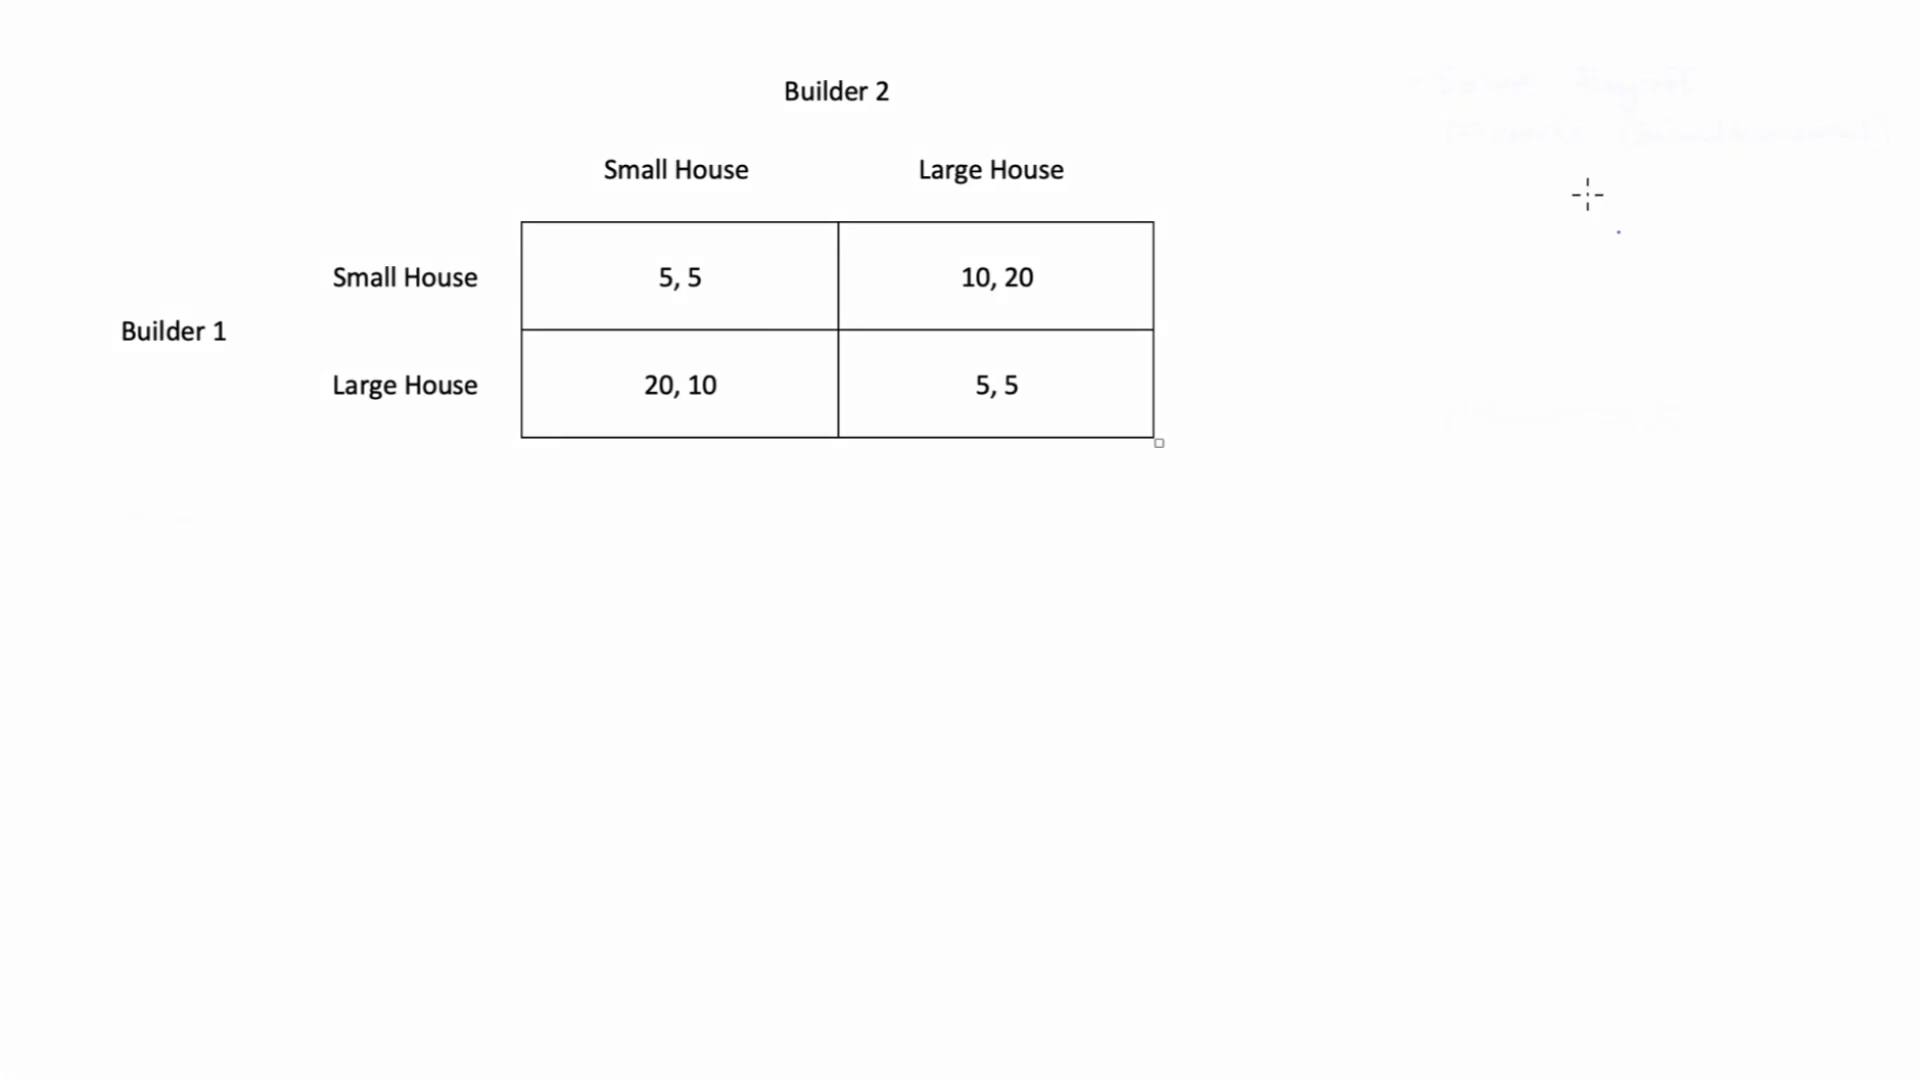 Builder 2
Small House Large House
Small House 5, 5 10, 20
Builder 1
Large House 20, 10 5, 5